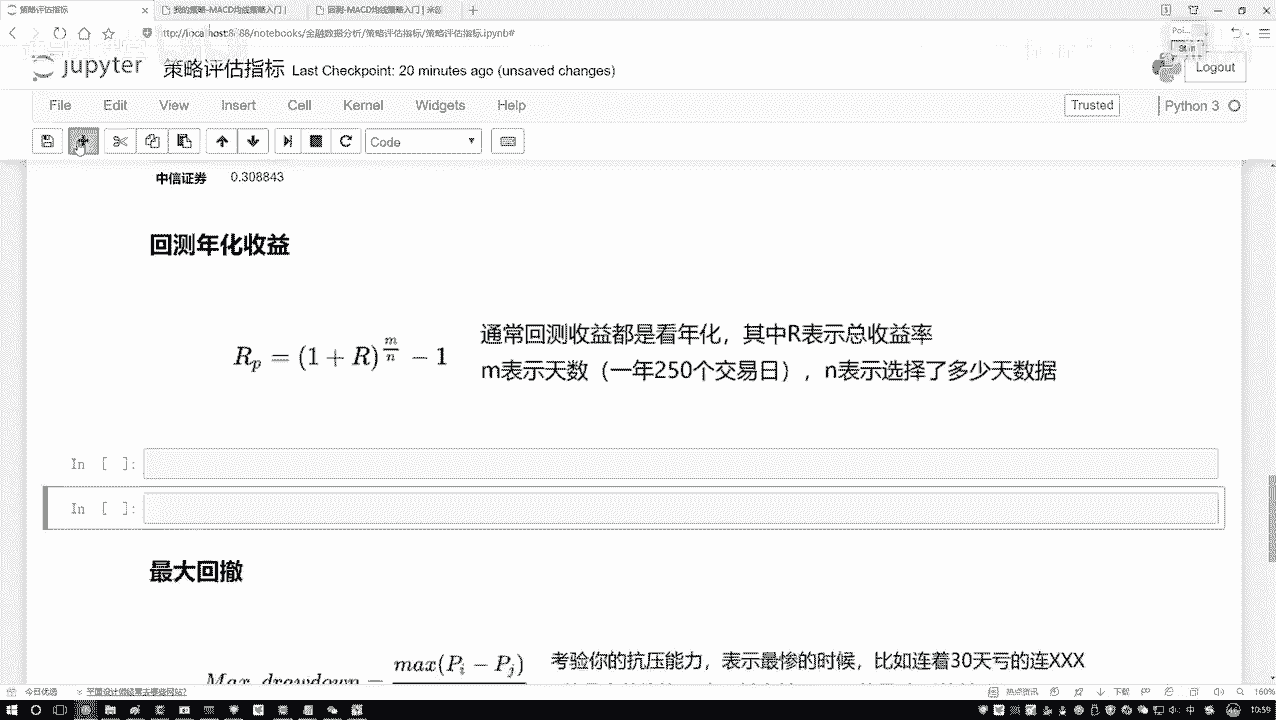 策略评估指标
我的策略-MACD均线策略入门 |
回测-MACD均线策略入门 | 米筐
ttp://localhost:8888/notebooks/金融数据分析/策略评估指标/策略评估指标.ipynb#
jupyter 策略评估指标 Last Checkpoint: 20 minutes ago (unsaved changes)
Logout
File Edit View Insert Cell Kernel Widgets Help
Trusted
Python 3
Code
中信证券 0.308843
回测年化收益
R_p = (1 + R)^{m/n} − 1
通常回测收益都是看年化，其中R表示总收益率
m表示天数（一年250个交易日），n表示选择了多少天数据
In [ ]:
In [ ]:
最大回撤
max(P_i − P_j)
Max drawdown =
考验你的抗压能力，表示最惨的时候，比如连着30天亏的连XXX
今日优选
热点资讯
下载
160%
中
10:59